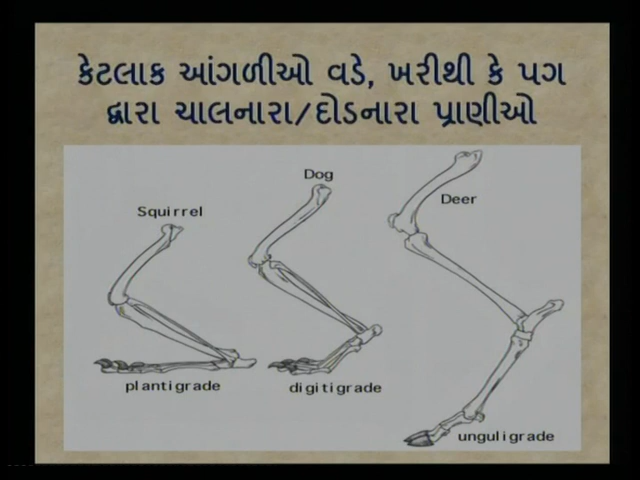 કેટલાક આંગળીઓ વડે, ખરીથી કે પગ
દ્વારા ચાલનારા/દોડનારા પ્રાણીઓ
Dog
Deer
Squirrel
plantigrade
digitigrade
unguligrade